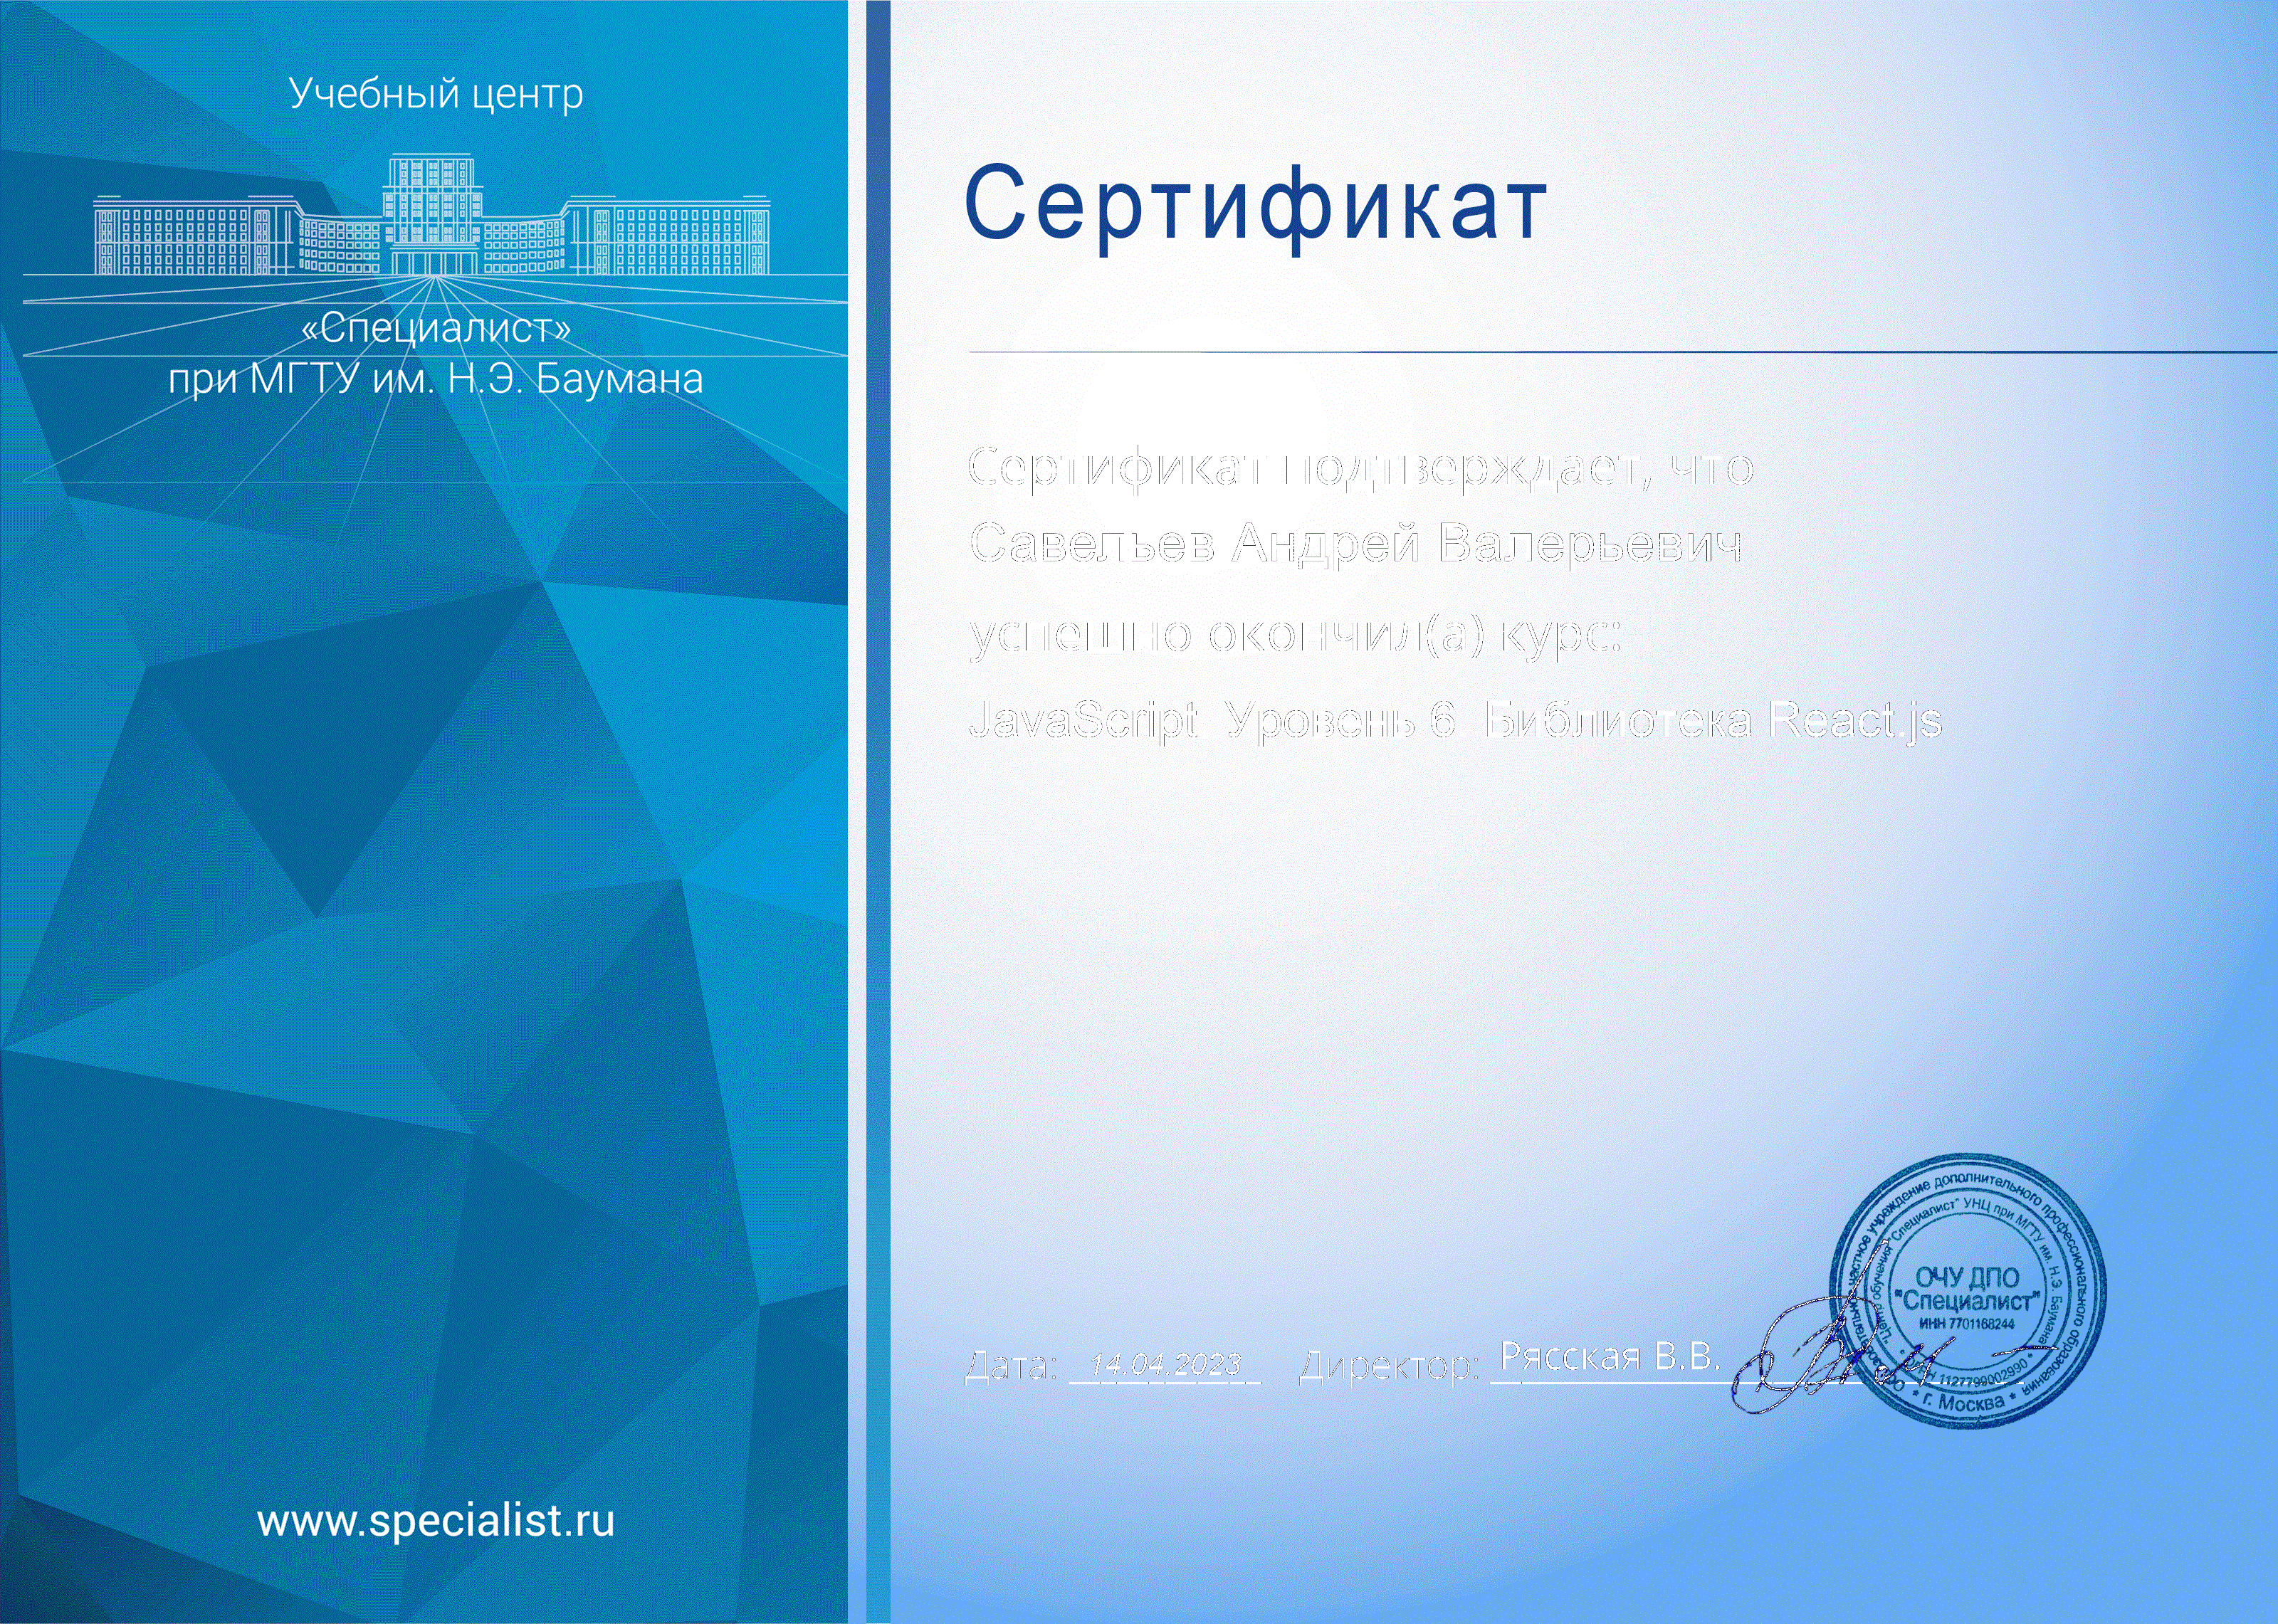 Учебный центр
«Специалист»
при МГТУ им. Н.Э. Баумана
www.specialist.ru
Сертификат
Сертификат подтверждает, что
Савельев Андрей Валерьевич
успешно окончил(а) курс:
JavaScript. Уровень 6. Библиотека React.js
Дата: 14.04.2023 Директор: Рясская В.В.
частное учреждение дополнительного профессионального образования
"Центр обучения "Специалист" УНЦ при МГТУ им. Н.Э. Баумана"
ОЧУ ДПО
"Специалист"
ИНН 7701168244
1127799002990
* г. Москва *